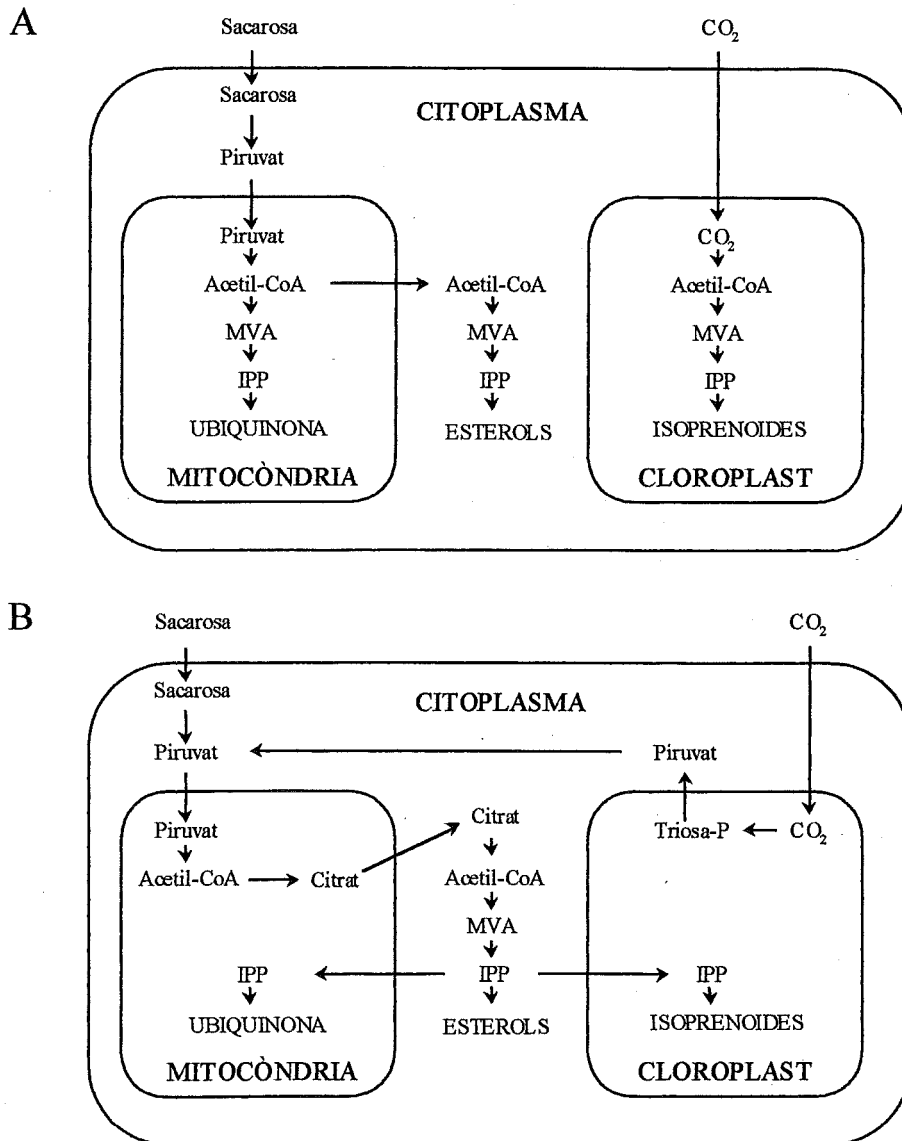 A
Sacarosa CO2
Sacarosa
CITOPLASMA
Piruvat
Piruvat CO2
Acetil-CoA Acetil-CoA Acetil-CoA
MVA MVA MVA
IPP IPP IPP
UBIQUINONA ESTEROLS ISOPRENOIDES
MITOCÒNDRIA CLOROPLAST
B
Sacarosa CO2
Sacarosa
CITOPLASMA
Piruvat Piruvat
Citrat
Piruvat Triosa-P CO2
Acetil-CoA Citrat Acetil-CoA
MVA
IPP IPP IPP
UBIQUINONA ESTEROLS ISOPRENOIDES
MITOCÒNDRIA CLOROPLAST